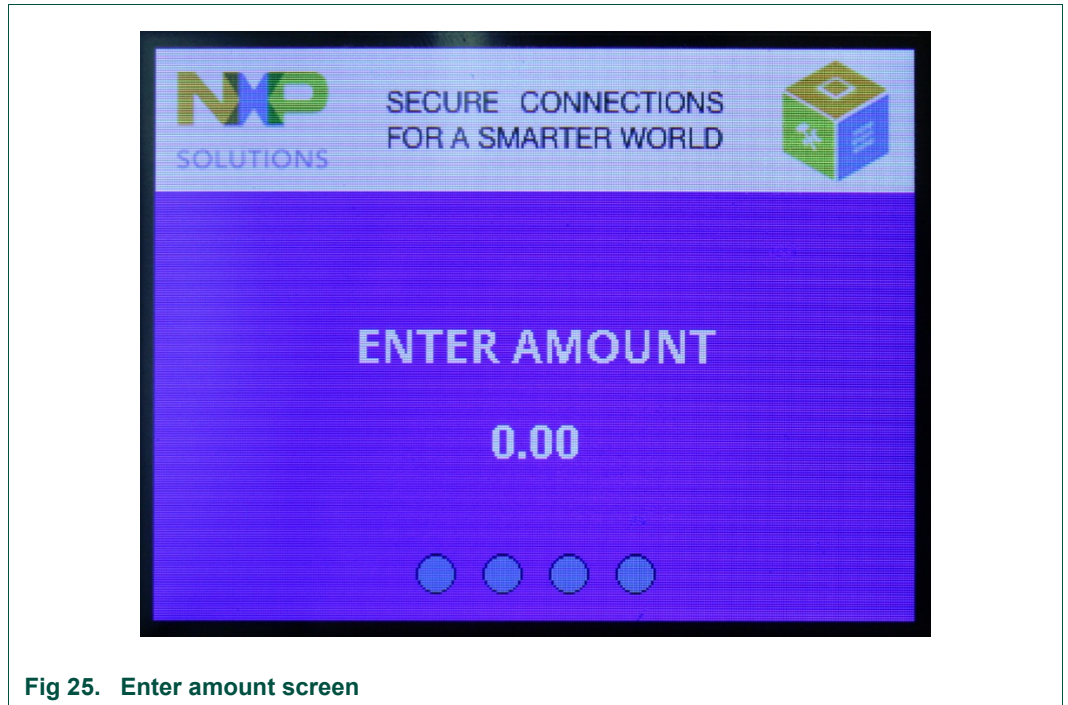 NXP
SECURE CONNECTIONS
FOR A SMARTER WORLD
SOLUTIONS
ENTER AMOUNT
0.00
Fig 25. Enter amount screen